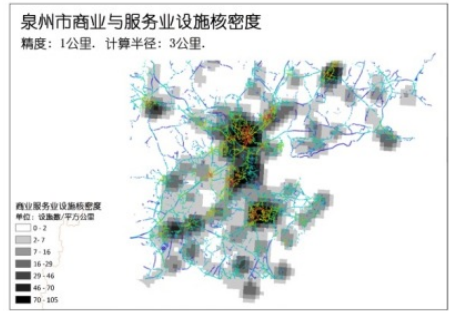 泉州市商业与服务业设施核密度
精度：1公里．计算半径：3公里．
商业服务业设施核密度
单位：设施数/平方公里
0 - 2
2- 7
7 - 16
16 -29
29 - 46
46 - 70
70 - 105